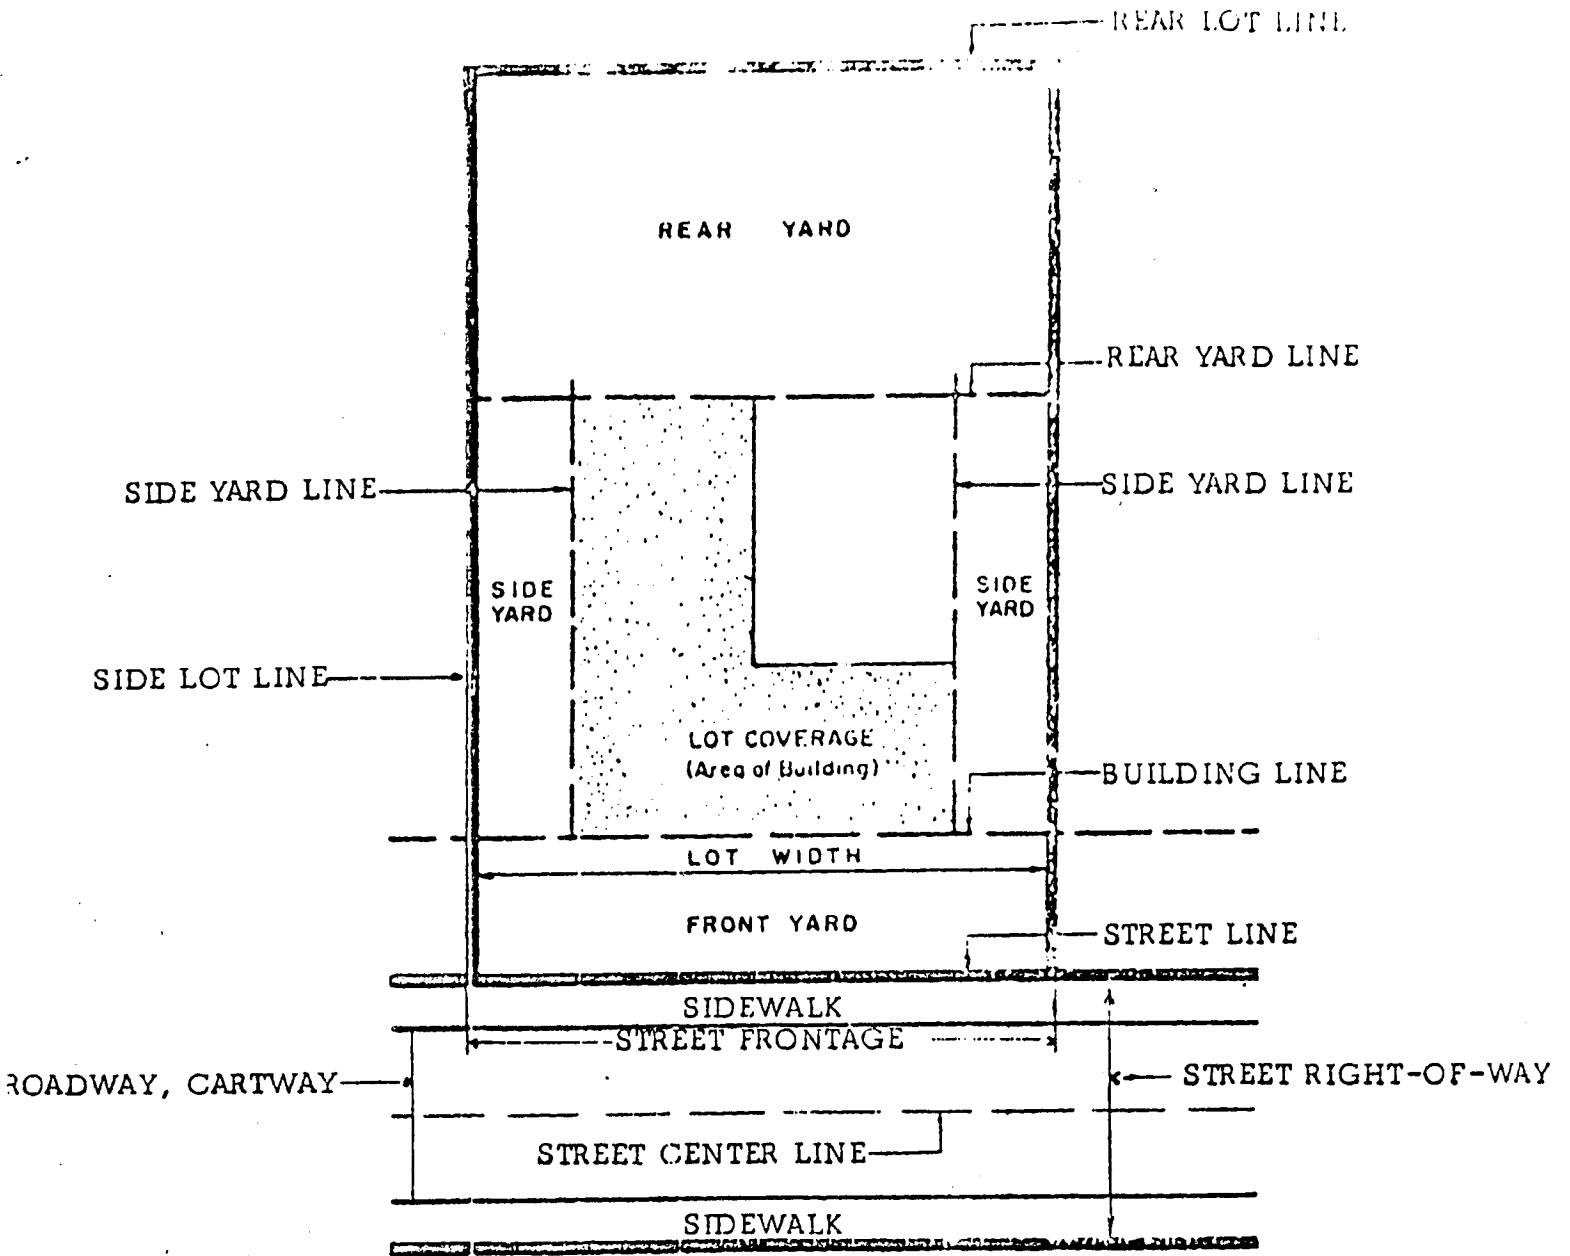 REAR LOT LINE
REAR YARD
REAR YARD LINE
SIDE YARD LINE
SIDE YARD LINE
SIDE
YARD
SIDE
YARD
SIDE LOT LINE
LOT COVERAGE
(Area of Building)
BUILDING LINE
LOT WIDTH
FRONT YARD
STREET LINE
SIDEWALK
STREET FRONTAGE
ROADWAY, CARTWAY
STREET RIGHT-OF-WAY
STREET CENTER LINE
SIDEWALK